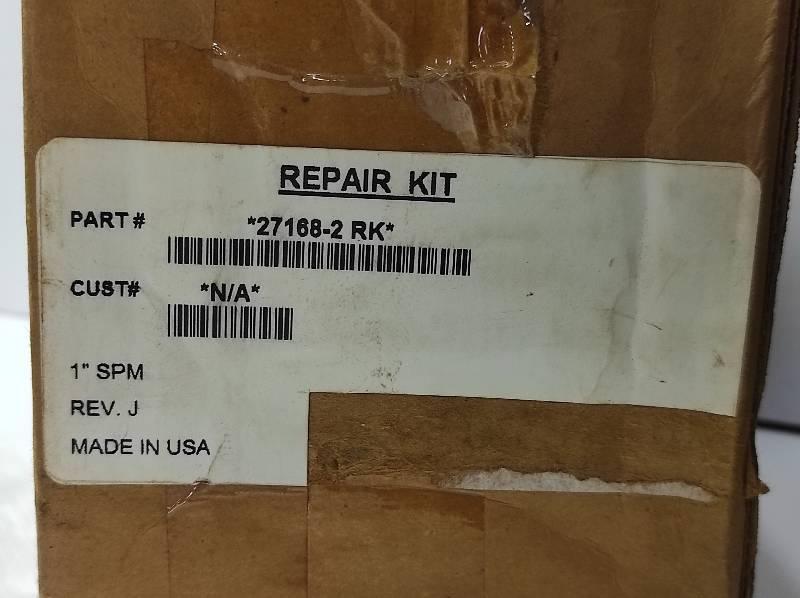 REPAIR KIT
PART # *27168-2 RK*
CUST# *N/A*
1" SPM
REV. J
MADE IN USA